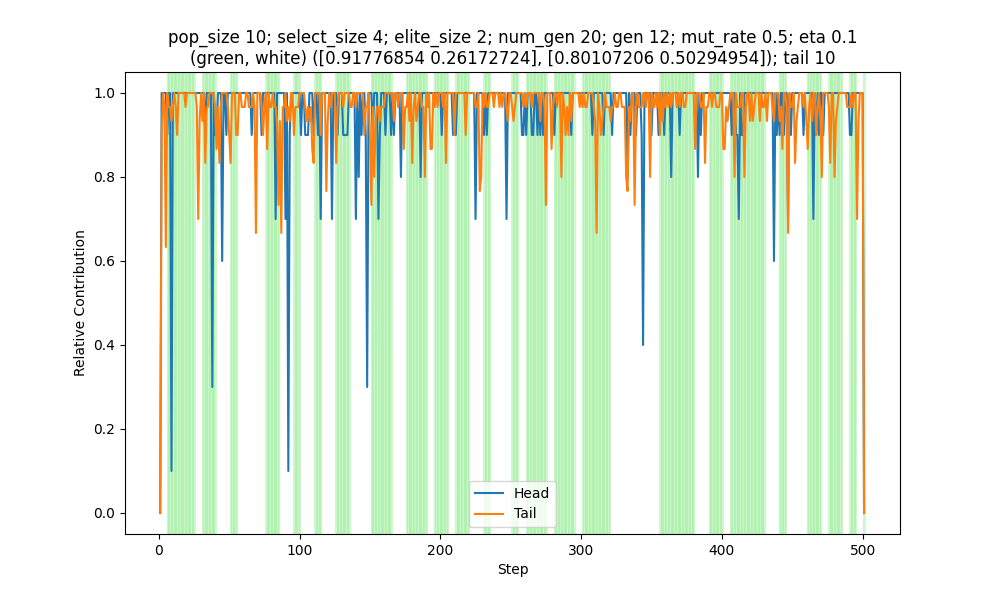 pop_size 10; select_size 4; elite_size 2; num_gen 20; gen 12; mut_rate 0.5; eta 0.1
(green, white) ([0.91776854 0.26172724], [0.80107206 0.50294954]); tail 10
1.0
0.8
0.6
0.4
0.2
0.0
Relative Contribution
Head
Tail
0 100 200 300 400 500
Step